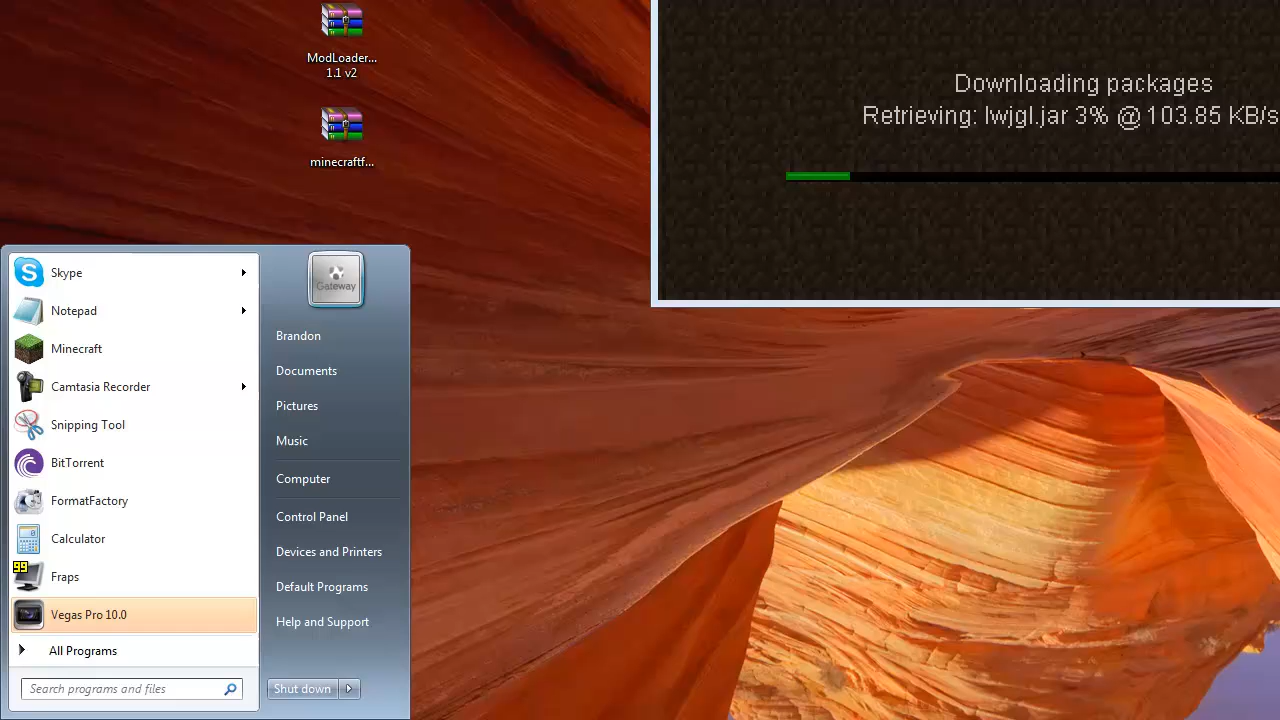 ModLoader...
1.1 v2
minecraftf...
Downloading packages
Retrieving: lwjgl.jar 3% @ 103.85 KB/s
Skype
Notepad
Minecraft
Camtasia Recorder
Snipping Tool
BitTorrent
FormatFactory
Calculator
99
Fraps
Vegas Pro 10.0
All Programs
Search programs and files
Gateway
Brandon
Documents
Pictures
Music
Computer
Control Panel
Devices and Printers
Default Programs
Help and Support
Shut down